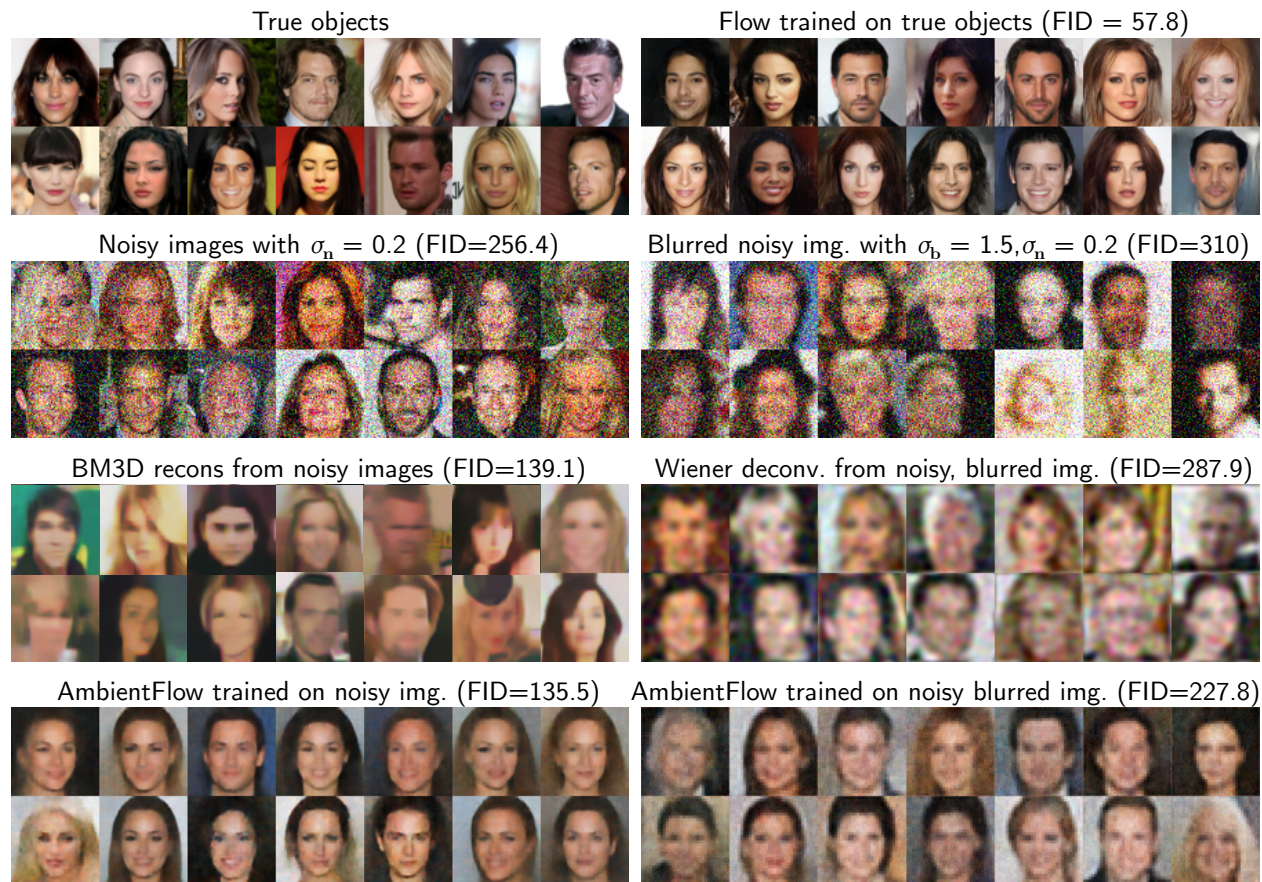 True objects
Flow trained on true objects (FID = 57.8)
Noisy images with σn = 0.2 (FID=256.4)
Blurred noisy img. with σb = 1.5,σn = 0.2 (FID=310)
BM3D recons from noisy images (FID=139.1)
Wiener deconv. from noisy, blurred img. (FID=287.9)
AmbientFlow trained on noisy img. (FID=135.5)
AmbientFlow trained on noisy blurred img. (FID=227.8)